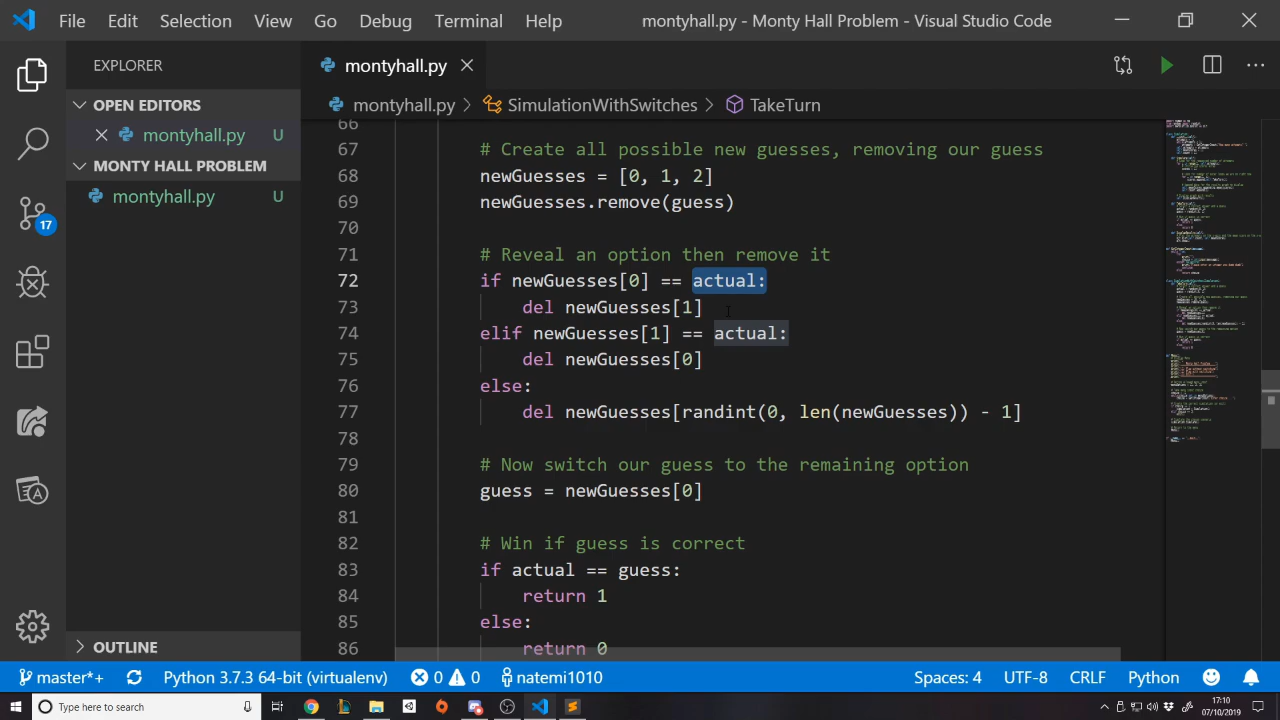 File Edit Selection View Go Debug Terminal Help montyhall.py - Monty Hall Problem - Visual Studio Code
EXPLORER
OPEN EDITORS
montyhall.py U
MONTY HALL PROBLEM
montyhall.py U
OUTLINE
17
montyhall.py
montyhall.py > SimulationWithSwitches > TakeTurn
66
67 # Create all possible new guesses, removing our guess
68 newGuesses = [0, 1, 2]
69 newGuesses.remove(guess)
70
71 # Reveal an option then remove it
72 if newGuesses[0] == actual:
73 del newGuesses[1]
74 elif newGuesses[1] == actual:
75 del newGuesses[0]
76 else:
77 del newGuesses[randint(0, len(newGuesses)) - 1]
78
79 # Now switch our guess to the remaining option
80 guess = newGuesses[0]
81
82 # Win if guess is correct
83 if actual == guess:
84 return 1
85 else:
86 return 0
master*+ Python 3.7.3 64-bit (virtualenv) 0 0 natemi1010 Spaces: 4 UTF-8 CRLF Python
Type here to search 17:10
07/10/2019